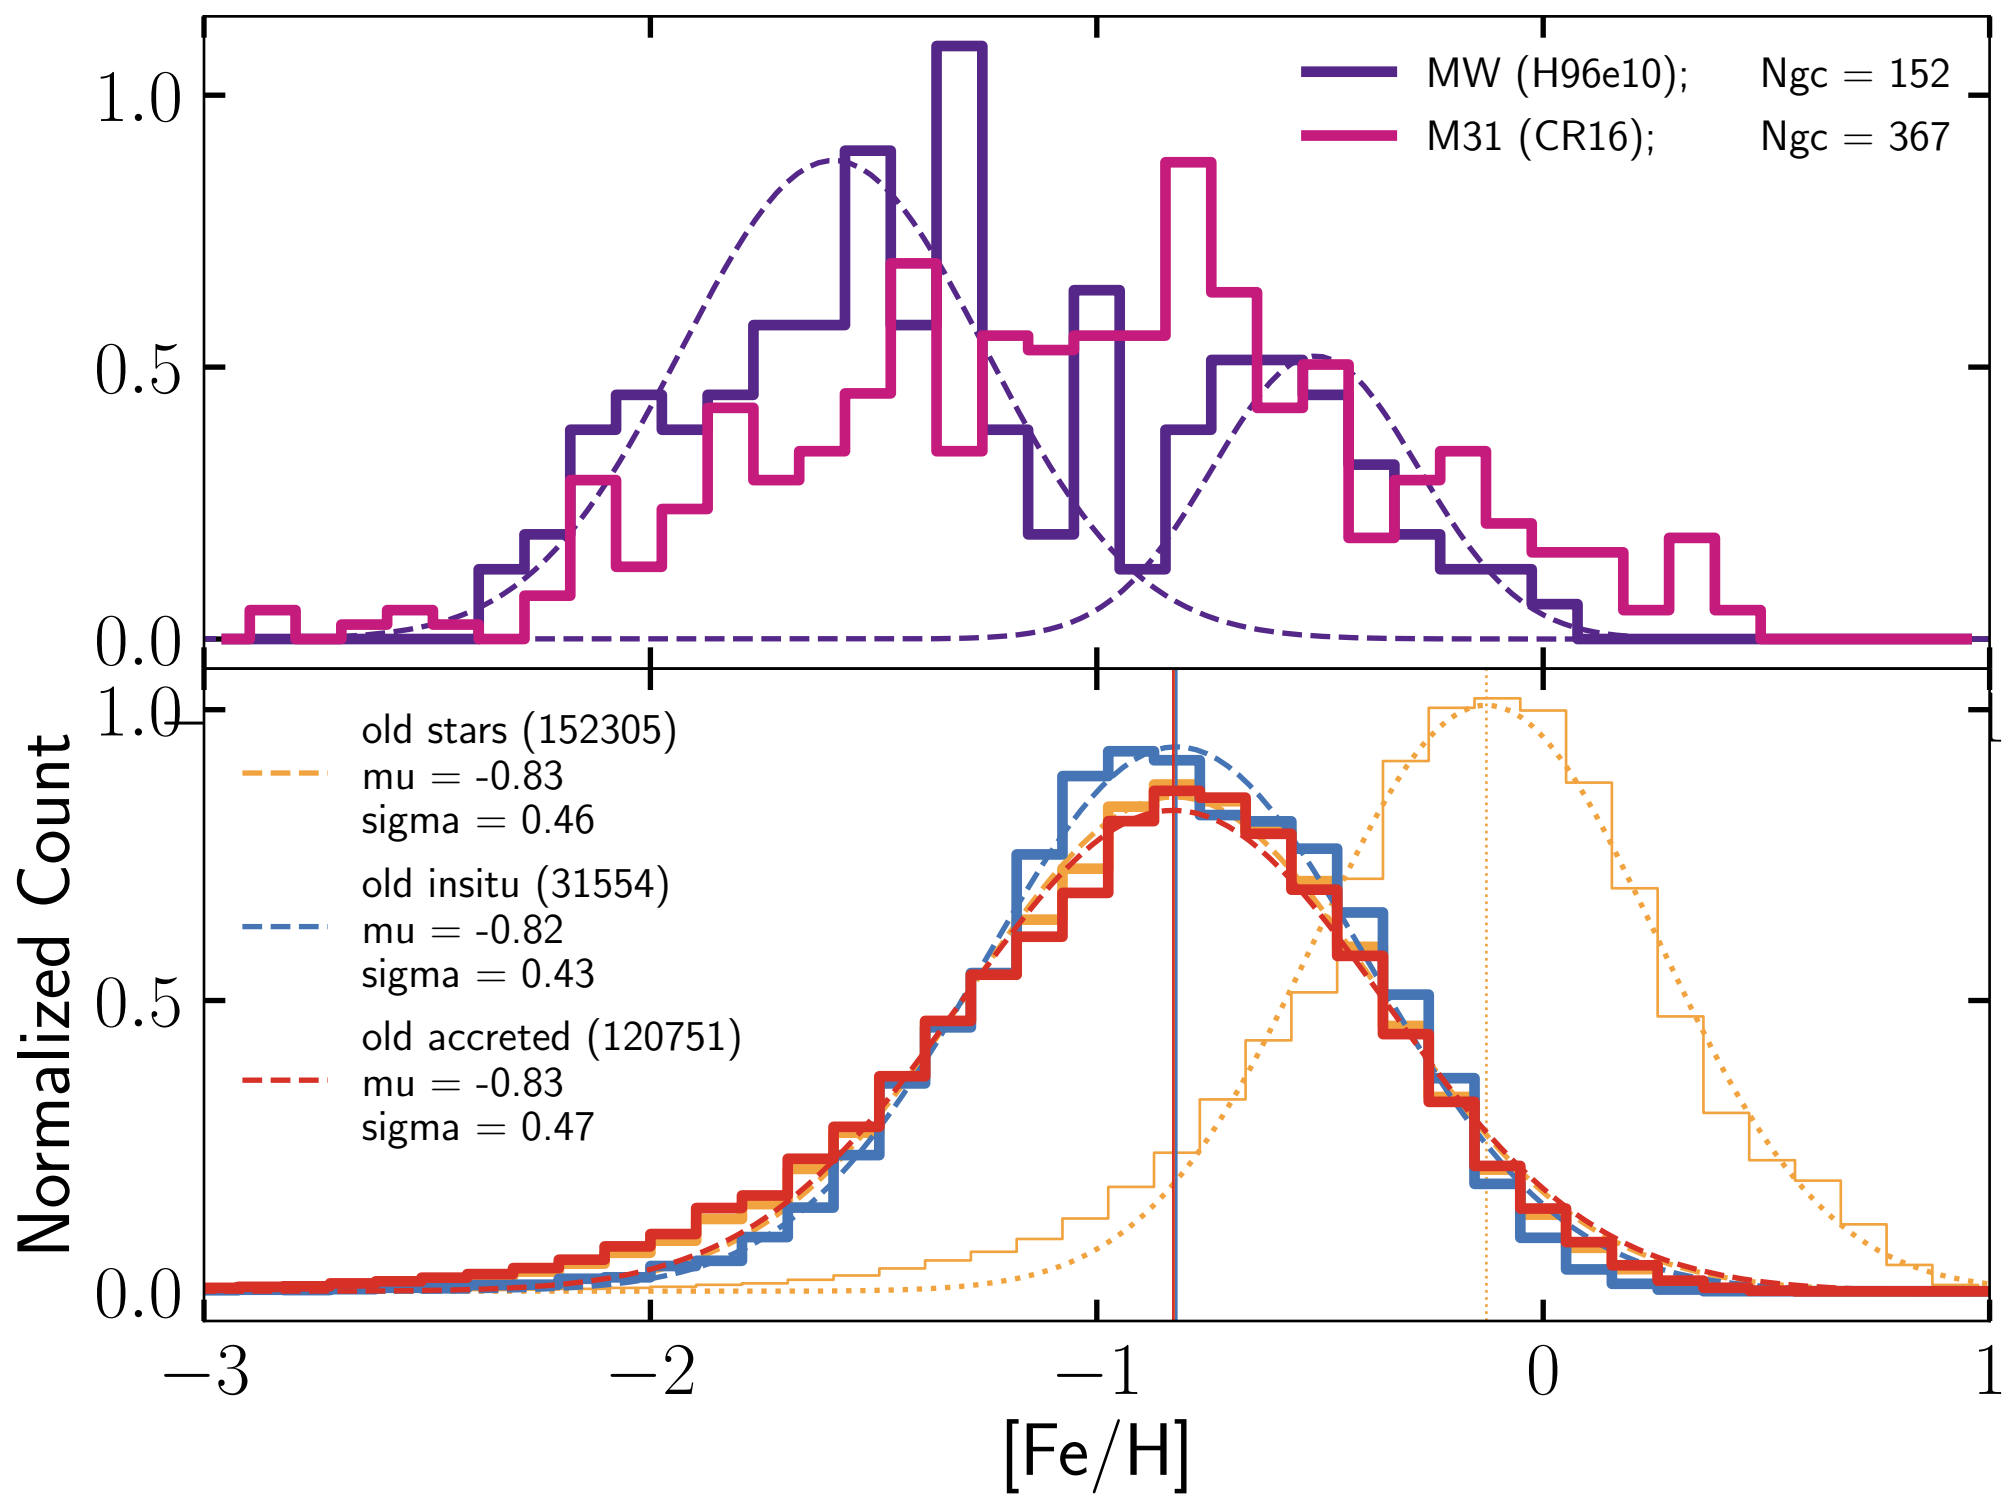 1.0
0.5
0.0
MW (H96e10); Ngc = 152
M31 (CR16); Ngc = 367
1.0
0.5
0.0
Normalized Count
old stars (152305)
mu = -0.83
sigma = 0.46
old insitu (31554)
mu = -0.82
sigma = 0.43
old accreted (120751)
mu = -0.83
sigma = 0.47
−3 −2 −1 0 1
[Fe/H]